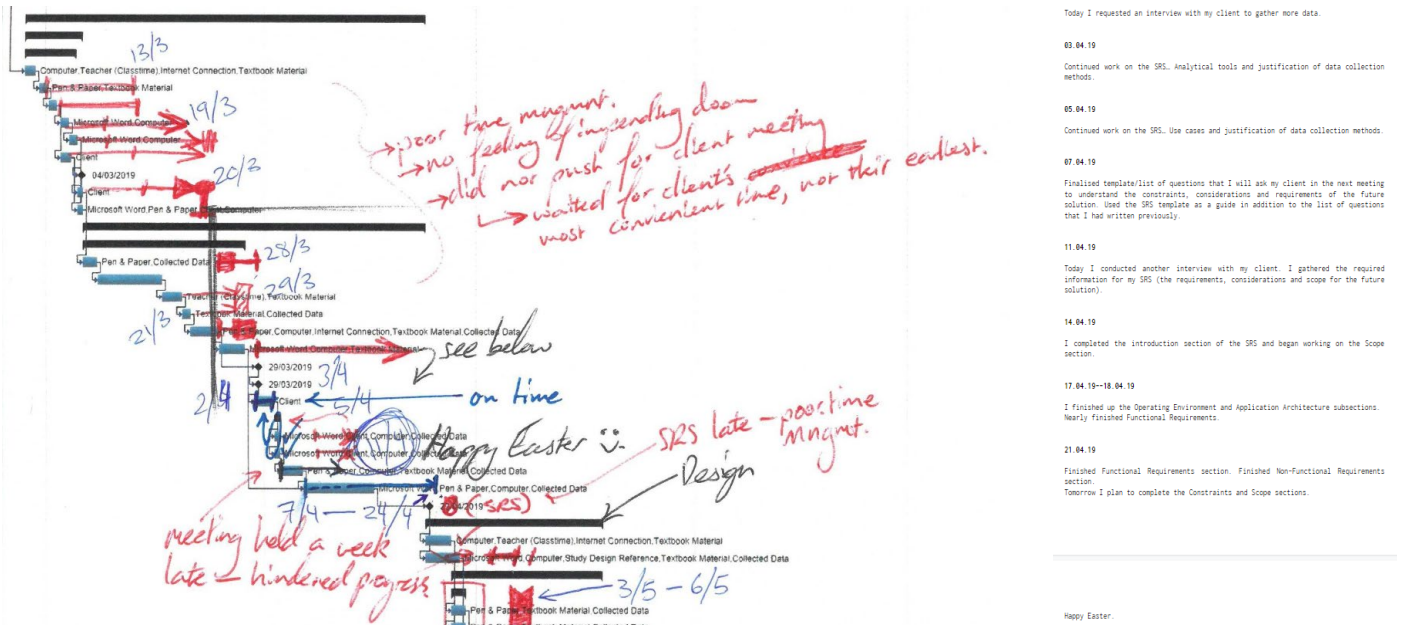 13/3
Computer,Teacher (Classtime),Internet Connection,Textbook Material
Pen & Paper,Textbook Material
19/3
Microsoft Word,Computer
Microsoft Word,Computer
Client
20/3
04/03/2019
Client
Microsoft Word,Pen & Paper,Client,Computer
→poor time mngmnt.
→no feeling of impending doom
→did not push for client meeting
→waited for client's
most convenient time, not their earliest.
28/3
Pen & Paper,Collected Data
29/3
Teacher (Classtime),Textbook Material
Textbook Material,Collected Data
21/3
Pen & Paper,Computer,Internet Connection,Textbook Material,Collected Data
Microsoft Word,Computer,Textbook Material
see below
29/03/2019
3/4
29/03/2019
2/4
Client
on time
5/4
Microsoft Word,Client,Computer,Collected Data
Microsoft Word,Client,Computer,Collected Data
Happy Easter
SRS late - poor time
mngmt.
Pen & Paper,Computer,Textbook Material,Collected Data
Design
Microsoft Word,Pen & Paper,Computer,Collected Data
7/4 — 24/4
(SRS)
meeting held a week
late – hindered progress
Computer,Teacher (Classtime),Internet Connection,Textbook Material
Microsoft Word,Computer,Study Design Reference,Textbook Material,Collected Data
3/5 – 6/5
Pen & Paper,Textbook Material,Collected Data
Today I requested an interview with my client to gather more data.
03.04.19
Continued work on the SRS… Analytical tools and justification of data collection
methods.
05.04.19
Continued work on the SRS… Use cases and justification of data collection methods.
07.04.19
Finalised template/list of questions that I will ask my client in the next meeting
to understand the constraints, considerations and requirements of the future
solution. Used the SRS template as a guide in addition to the list of questions
that I had written previously.
11.04.19
Today I conducted another interview with my client. I gathered the required
information for my SRS (the requirements, considerations and scope for the future
solution).
14.04.19
I completed the introduction section of the SRS and began working on the Scope
section.
17.04.19--18.04.19
I finished up the Operating Environment and Application Architecture subsections.
Nearly finished Functional Requirements.
21.04.19
Finished Functional Requirements section. Finished Non-Functional Requirements
section.
Tomorrow I plan to complete the Constraints and Scope sections.
Happy Easter.